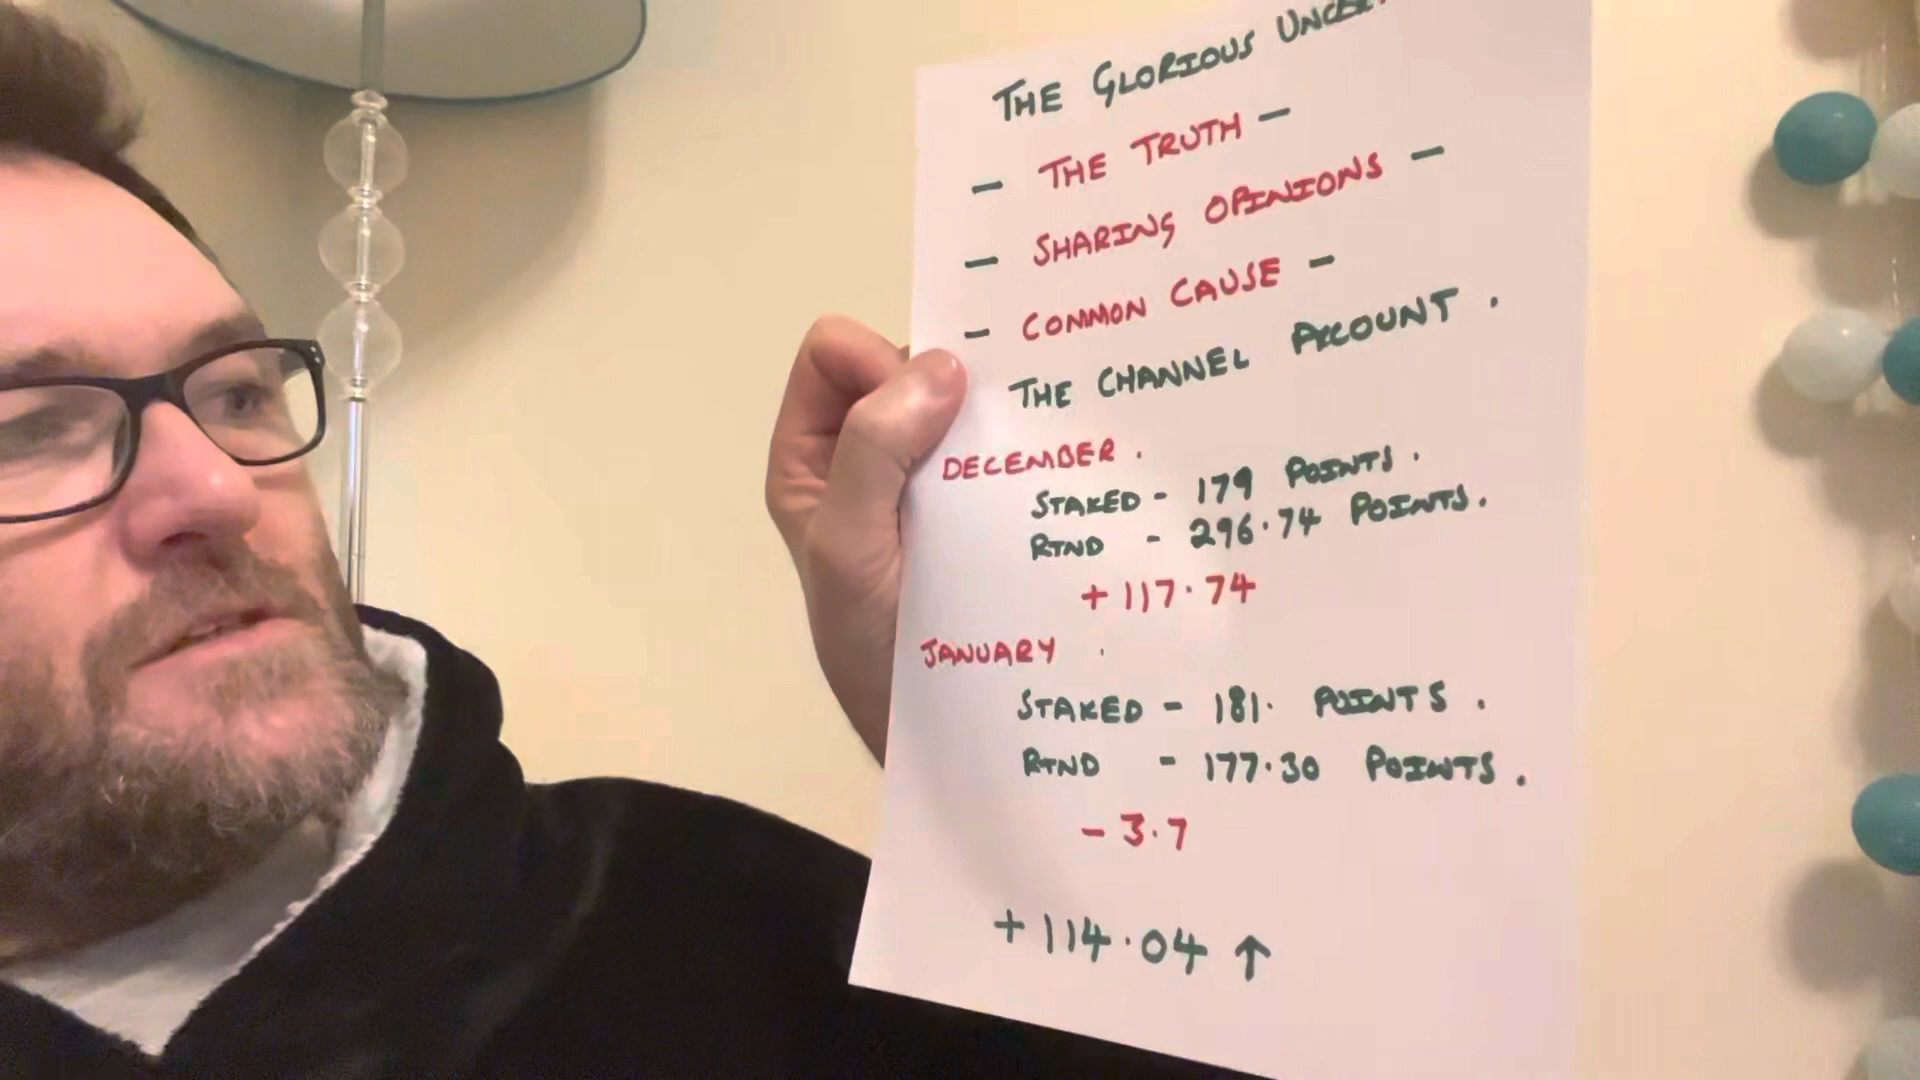 THE GLORIOUS
- THE TRUTH -
- SHARING OPINIONS -
- COMMON CAUSE -
THE CHANNEL ACCOUNT.
DECEMBER.
STAKED - 179 POINTS.
RTND - 296.74 POINTS.
+ 117.74
JANUARY.
STAKED - 181. POINTS.
RTND - 177.30 POINTS.
- 3.7
+ 114.04 ↑